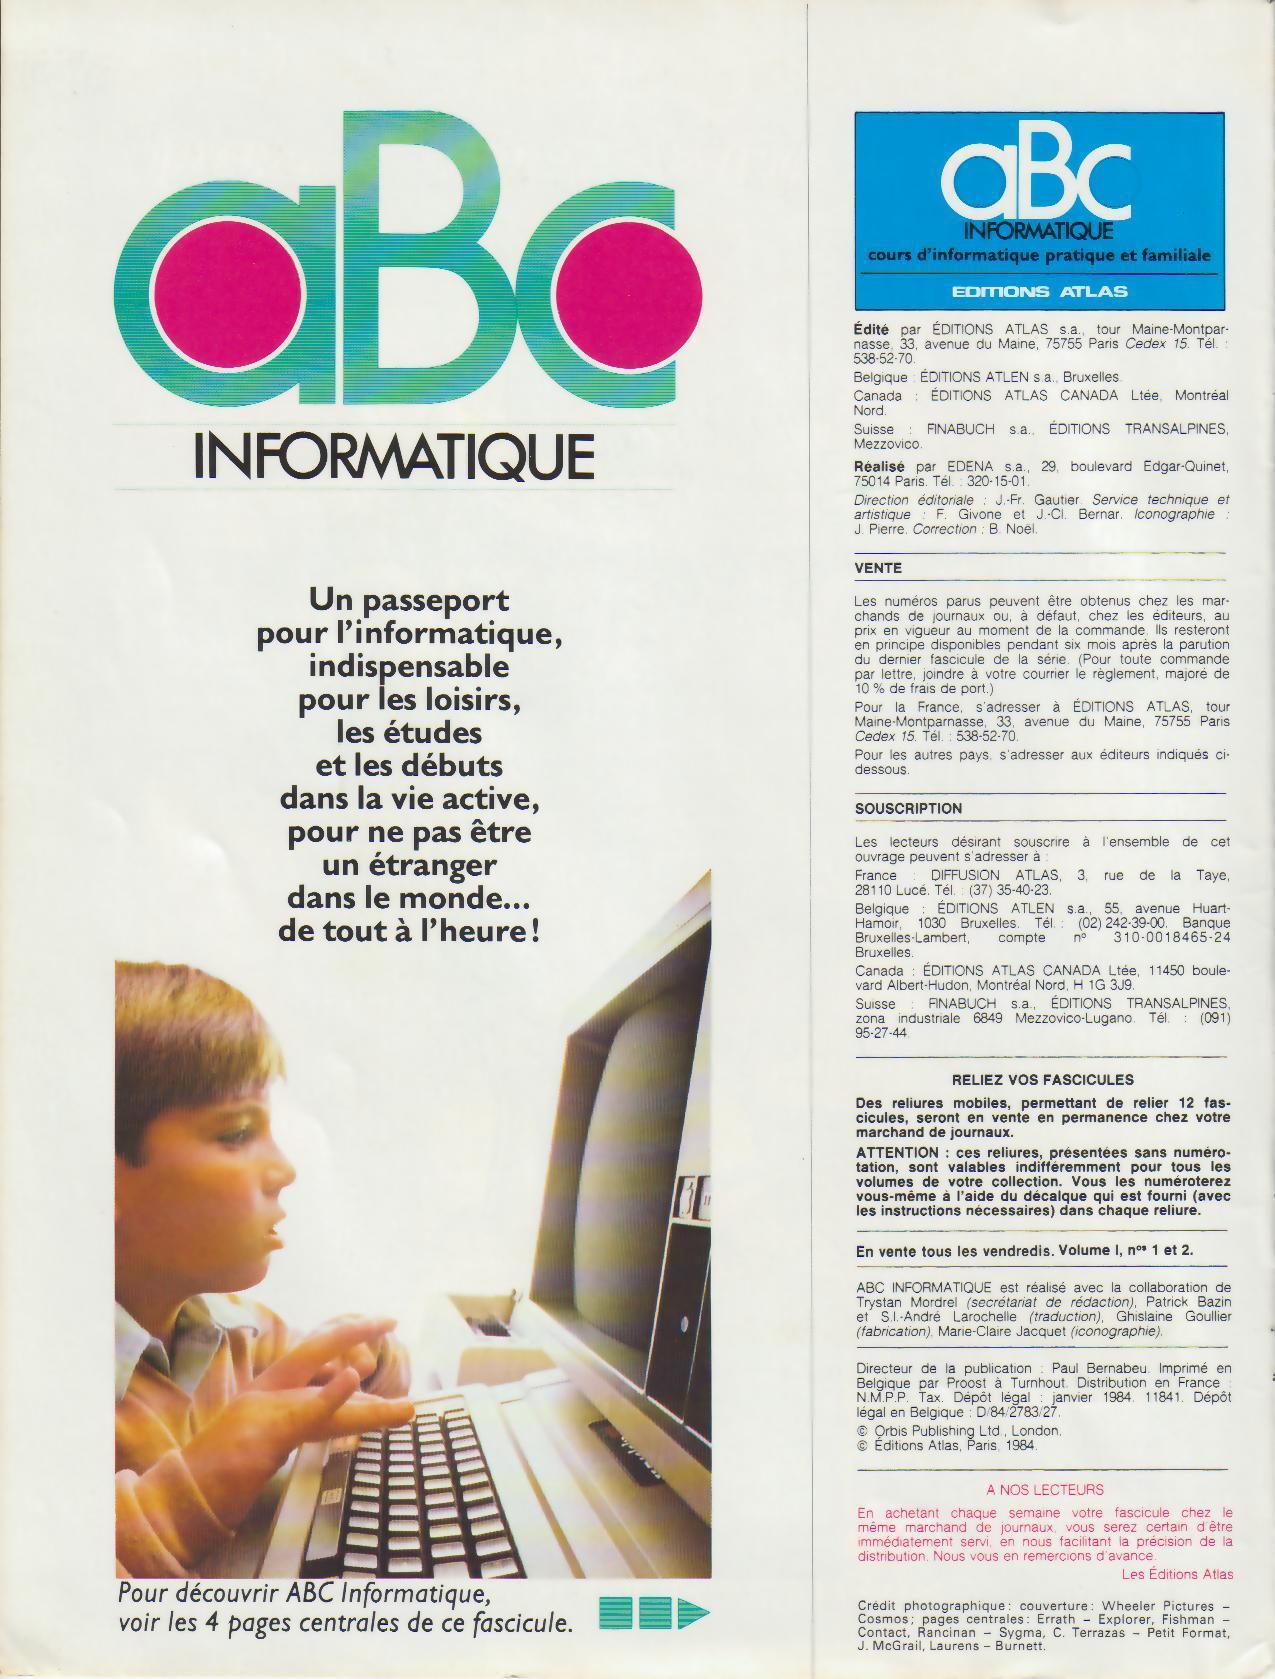 aBc
INFORMATIQUE
Un passeport
pour l'informatique,
indispensable
pour les loisirs,
les études
et les débuts
dans la vie active,
pour ne pas être
un étranger
dans le monde...
de tout à l'heure!
Pour découvrir ABC Informatique,
voir les 4 pages centrales de ce fascicule.
aBc
INFORMATIQUE
cours d'informatique pratique et familiale
EDITIONS ATLAS
Édité par ÉDITIONS ATLAS s.a., tour Maine-Montpar-
nasse, 33, avenue du Maine, 75755 Paris Cedex 15. Tél. :
538-52-70.
Belgique : ÉDITIONS ATLEN s.a., Bruxelles.
Canada : ÉDITIONS ATLAS CANADA Ltée, Montréal
Nord.
Suisse : FINABUCH s.a., ÉDITIONS TRANSALPINES,
Mezzovico.
Réalisé par EDENA s.a., 29, boulevard Edgar-Quinet,
75014 Paris. Tél. : 320-15-01.
Direction éditoriale : J.-Fr. Gautier. Service technique et
artistique : F. Givone et J.-Cl. Bernar. Iconographie :
J. Pierre. Correction : B. Noël.
VENTE
Les numéros parus peuvent être obtenus chez les mar-
chands de journaux ou, à défaut, chez les éditeurs, au
prix en vigueur au moment de la commande. Ils resteront
en principe disponibles pendant six mois après la parution
du dernier fascicule de la série. (Pour toute commande
par lettre, joindre à votre courrier le règlement, majoré de
10 % de frais de port.)
Pour la France, s'adresser à ÉDITIONS ATLAS, tour
Maine-Montparnasse, 33, avenue du Maine, 75755 Paris
Cedex 15. Tél. : 538-52-70.
Pour les autres pays, s'adresser aux éditeurs indiqués ci-
dessous.
SOUSCRIPTION
Les lecteurs désirant souscrire à l'ensemble de cet
ouvrage peuvent s'adresser à :
France : DIFFUSION ATLAS, 3, rue de la Taye,
28110 Lucé. Tél. : (37) 35-40-23.
Belgique : ÉDITIONS ATLEN s.a., 55, avenue Huart-
Hamoir, 1030 Bruxelles. Tél. : (02) 242-39-00. Banque
Bruxelles-Lambert, compte n° 310-0018465-24
Bruxelles.
Canada : ÉDITIONS ATLAS CANADA Ltée, 11450 boule-
vard Albert-Hudon, Montréal Nord, H 1G 3J9.
Suisse : FINABUCH s.a., ÉDITIONS TRANSALPINES,
zona industriale 6849 Mezzovico-Lugano. Tél. : (091)
95-27-44.
RELIEZ VOS FASCICULES
Des reliures mobiles, permettant de relier 12 fas-
cicules, seront en vente en permanence chez votre
marchand de journaux.
ATTENTION : ces reliures, présentées sans numéro-
tation, sont valables indifféremment pour tous les
volumes de votre collection. Vous les numéroterez
vous-même à l'aide du décalque qui est fourni (avec
les instructions nécessaires) dans chaque reliure.
En vente tous les vendredis. Volume I, nos 1 et 2.
ABC INFORMATIQUE est réalisé avec la collaboration de
Trystan Mordrel (secrétariat de rédaction), Patrick Bazin
et S.I.-André Larochelle (traduction), Ghislaine Goullier
(fabrication), Marie-Claire Jacquet (iconographie).
Directeur de la publication : Paul Bernabeu. Imprimé en
Belgique par Proost à Turnhout. Distribution en France :
N.M.P.P. Tax. Dépôt légal : janvier 1984. 11841. Dépôt
légal en Belgique : D/84/2783/27.
© Orbis Publishing Ltd., London.
© Éditions Atlas, Paris, 1984.
A NOS LECTEURS
En achetant chaque semaine votre fascicule chez le
même marchand de journaux, vous serez certain d'être
immédiatement servi, en nous facilitant la précision de la
distribution. Nous vous en remercions d'avance.
Les Éditions Atlas
Crédit photographique: couverture: Wheeler Pictures –
Cosmos; pages centrales: Errath – Explorer, Fishman –
Contact, Rancinan – Sygma, C. Terrazas – Petit Format,
J. McGrail, Laurens – Burnett.